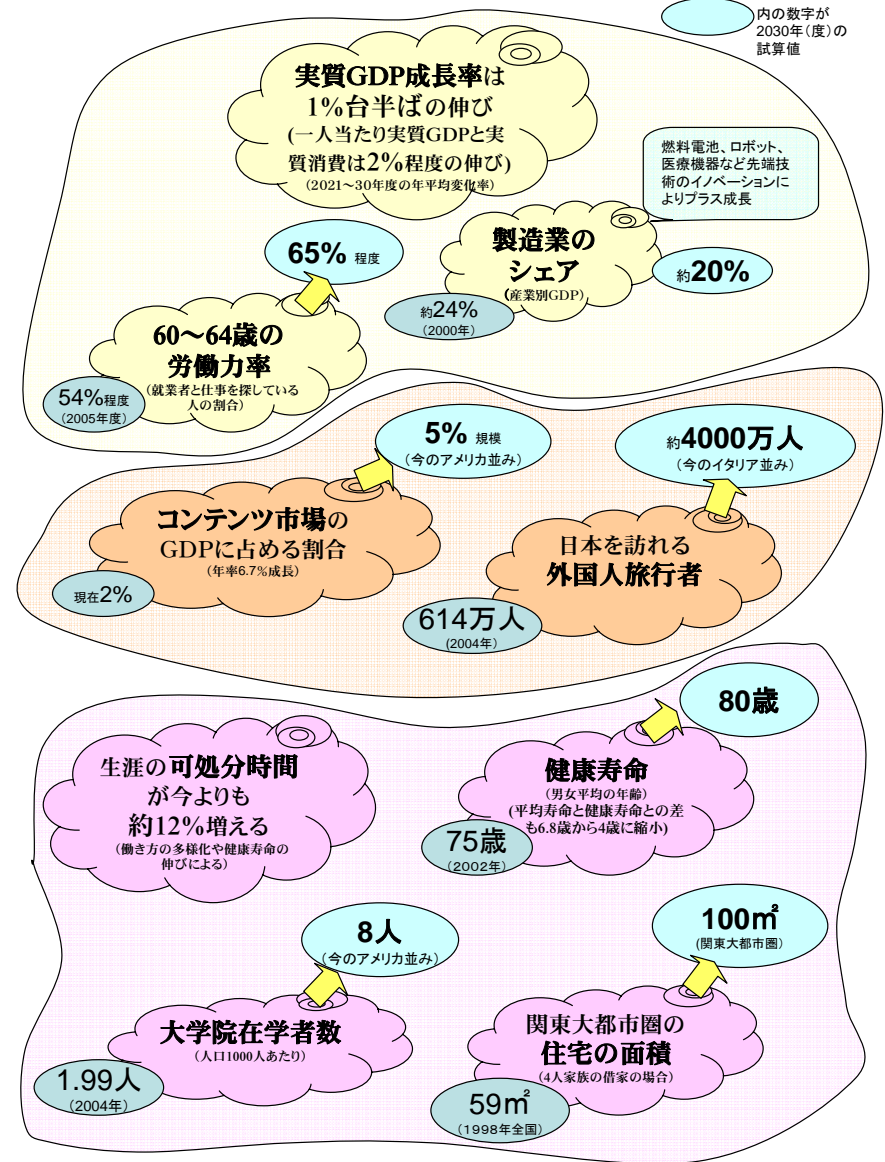 内の数字が
2030年(度)の
試算値
実質GDP成長率は
1%台半ばの伸び
(一人当たり実質GDPと実
質消費は2%程度の伸び)
(2021～30年度の年平均変化率)
燃料電池、ロボット、
医療機器など先端技
術のイノベーションに
よりプラス成長
製造業の
シェア
(産業別GDP)
約20%
約24%
(2000年)
65% 程度
60～64歳の
労働力率
(就業者と仕事を探している
人の割合)
54%程度
(2005年度)
5% 規模
(今のアメリカ並み)
コンテンツ市場の
GDPに占める割合
(年率6.7%成長)
現在2%
約4000万人
(今のイタリア並み)
日本を訪れる
外国人旅行者
614万人
(2004年)
生涯の可処分時間
が今よりも
約12%増える
(働き方の多様化や健康寿命の
伸びによる)
80歳
健康寿命
(男女平均の年齢)
(平均寿命と健康寿命との差
も6.8歳から4歳に縮小)
75歳
(2002年)
8人
(今のアメリカ並み)
大学院在学者数
(人口1000人あたり)
1.99人
(2004年)
100㎡
(関東大都市圏)
関東大都市圏の
住宅の面積
(4人家族の借家の場合)
59㎡
(1998年全国)